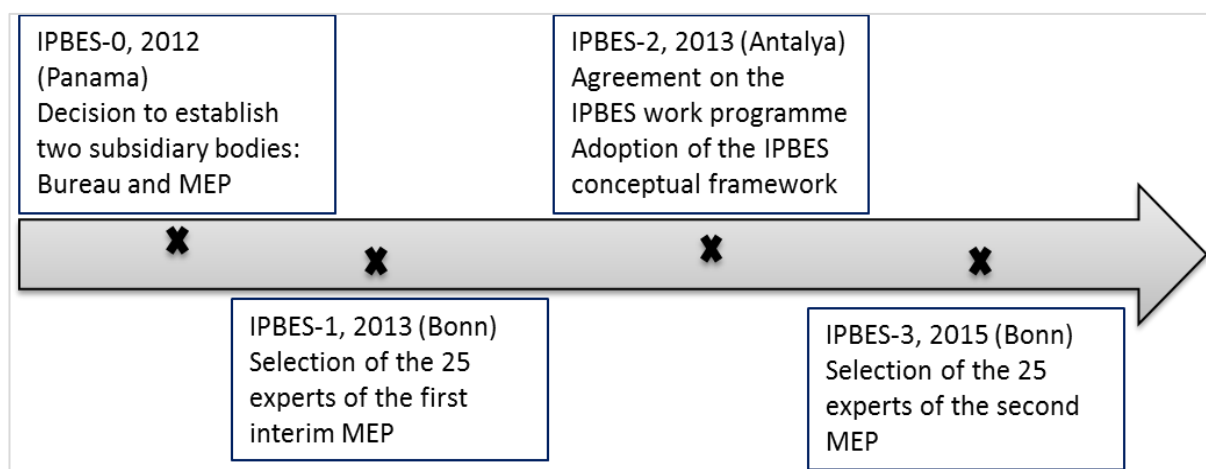 IPBES-0, 2012
(Panama)
Decision to establish
two subsidiary bodies:
Bureau and MEP
IPBES-2, 2013 (Antalya)
Agreement on the
IPBES work programme
Adoption of the IPBES
conceptual framework
IPBES-1, 2013 (Bonn)
Selection of the 25
experts of the first
interim MEP
IPBES-3, 2015 (Bonn)
Selection of the 25
experts of the second
MEP